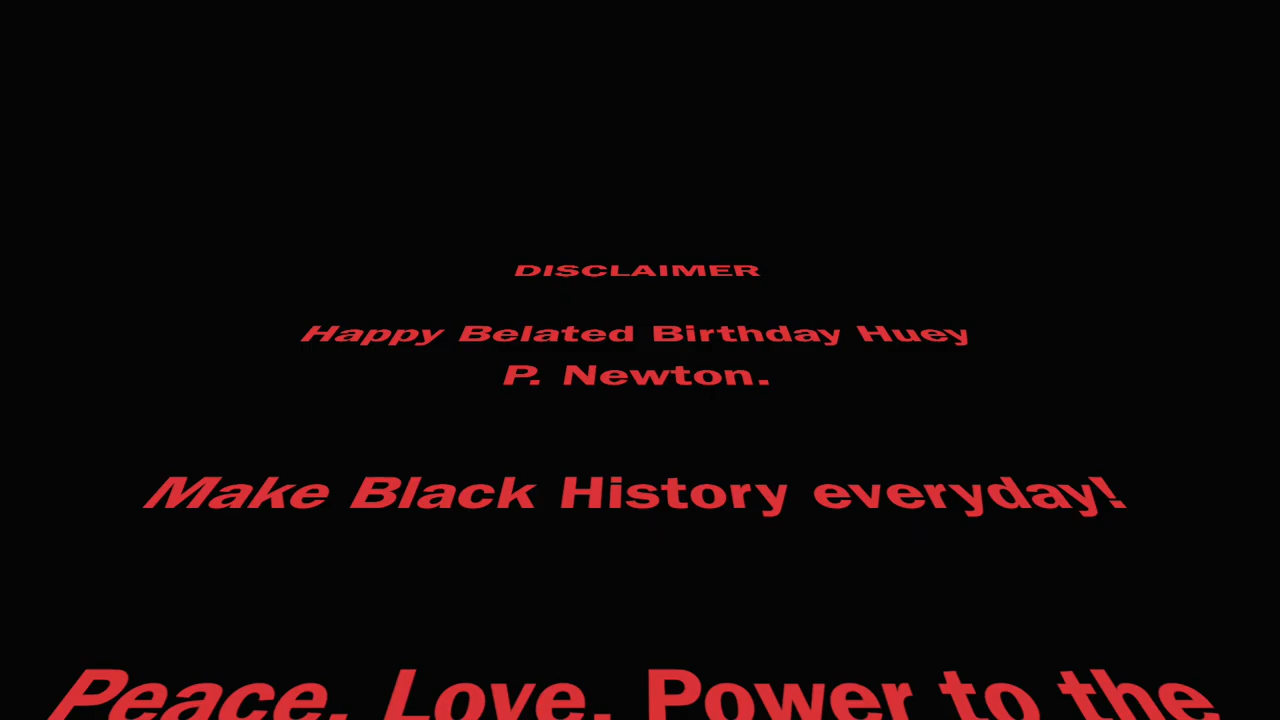 DISCLAIMER
Happy Belated Birthday Huey
P. Newton.
Make Black History everyday!
Peace. Love. Power to the